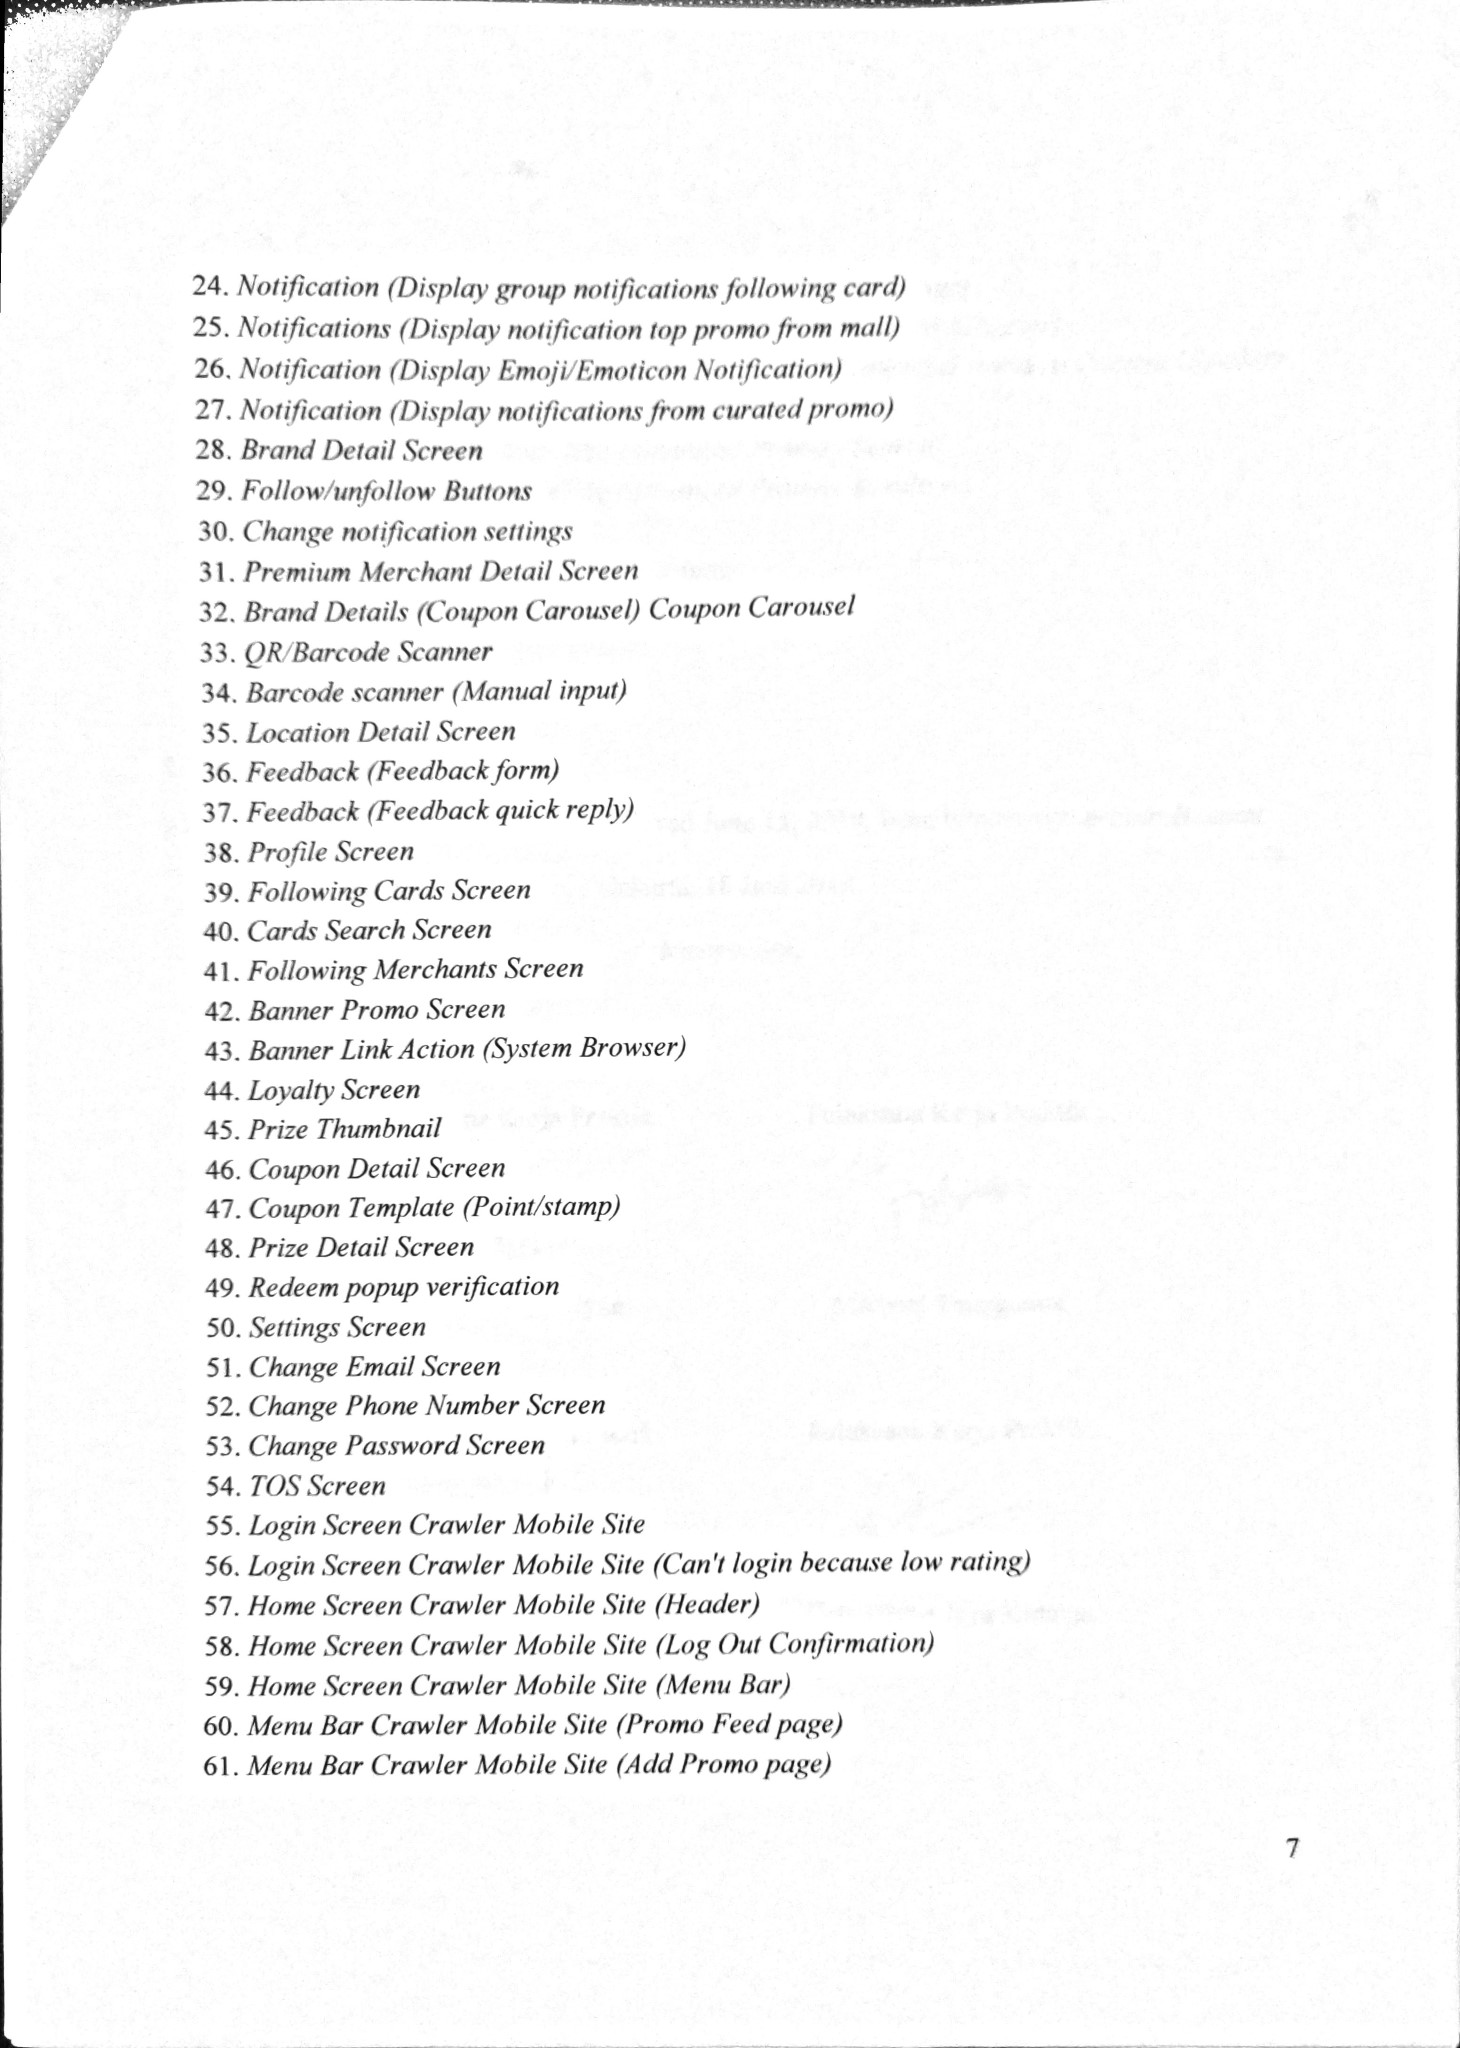 24. Notification (Display group notifications following card)
25. Notifications (Display notification top promo from mall)
26. Notification (Display Emoji/Emoticon Notification)
27. Notification (Display notifications from curated promo)
28. Brand Detail Screen
29. Follow/unfollow Buttons
30. Change notification settings
31. Premium Merchant Detail Screen
32. Brand Details (Coupon Carousel) Coupon Carousel
33. QR/Barcode Scanner
34. Barcode scanner (Manual input)
35. Location Detail Screen
36. Feedback (Feedback form)
37. Feedback (Feedback quick reply)
38. Profile Screen
39. Following Cards Screen
40. Cards Search Screen
41. Following Merchants Screen
42. Banner Promo Screen
43. Banner Link Action (System Browser)
44. Loyalty Screen
45. Prize Thumbnail
46. Coupon Detail Screen
47. Coupon Template (Point/stamp)
48. Prize Detail Screen
49. Redeem popup verification
50. Settings Screen
51. Change Email Screen
52. Change Phone Number Screen
53. Change Password Screen
54. TOS Screen
55. Login Screen Crawler Mobile Site
56. Login Screen Crawler Mobile Site (Can't login because low rating)
57. Home Screen Crawler Mobile Site (Header)
58. Home Screen Crawler Mobile Site (Log Out Confirmation)
59. Home Screen Crawler Mobile Site (Menu Bar)
60. Menu Bar Crawler Mobile Site (Promo Feed page)
61. Menu Bar Crawler Mobile Site (Add Promo page)
7